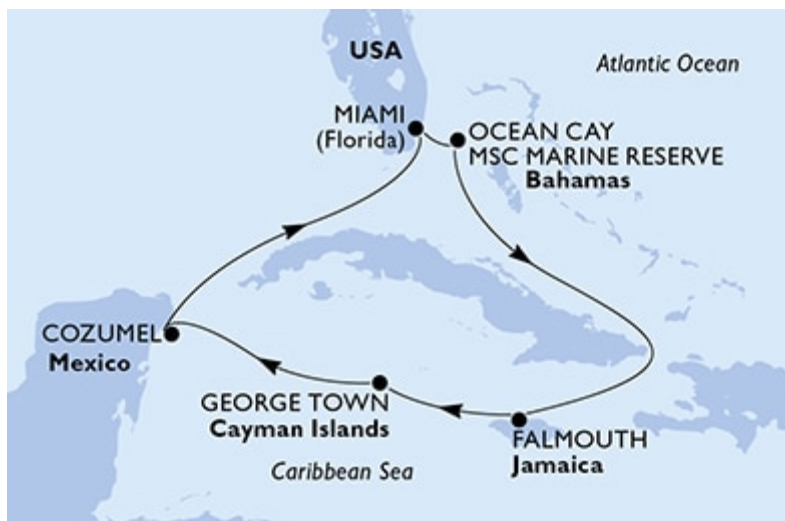 USA
Atlantic Ocean
MIAMI
(Florida)
OCEAN CAY
MSC MARINE RESERVE
Bahamas
COZUMEL
Mexico
GEORGE TOWN
Cayman Islands
FALMOUTH
Jamaica
Caribbean Sea